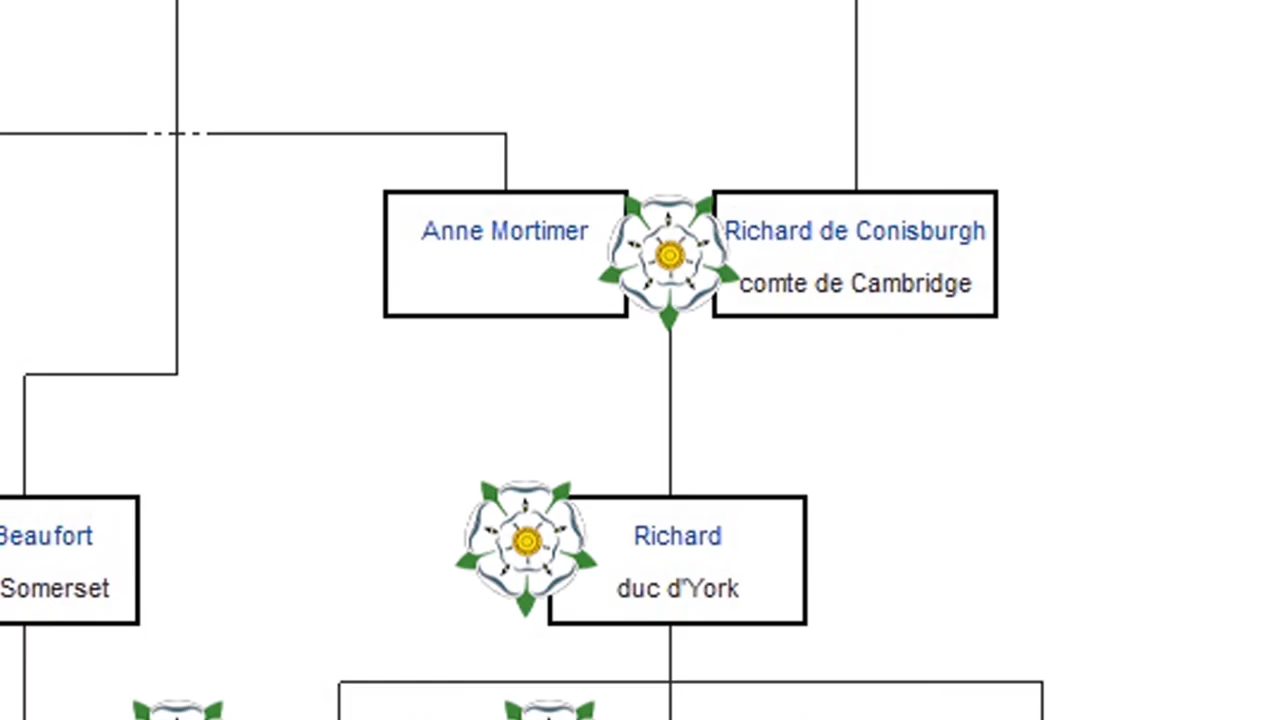 Anne Mortimer
Richard de Conisburgh
comte de Cambridge
Beaufort
Somerset
Richard
duc d'York